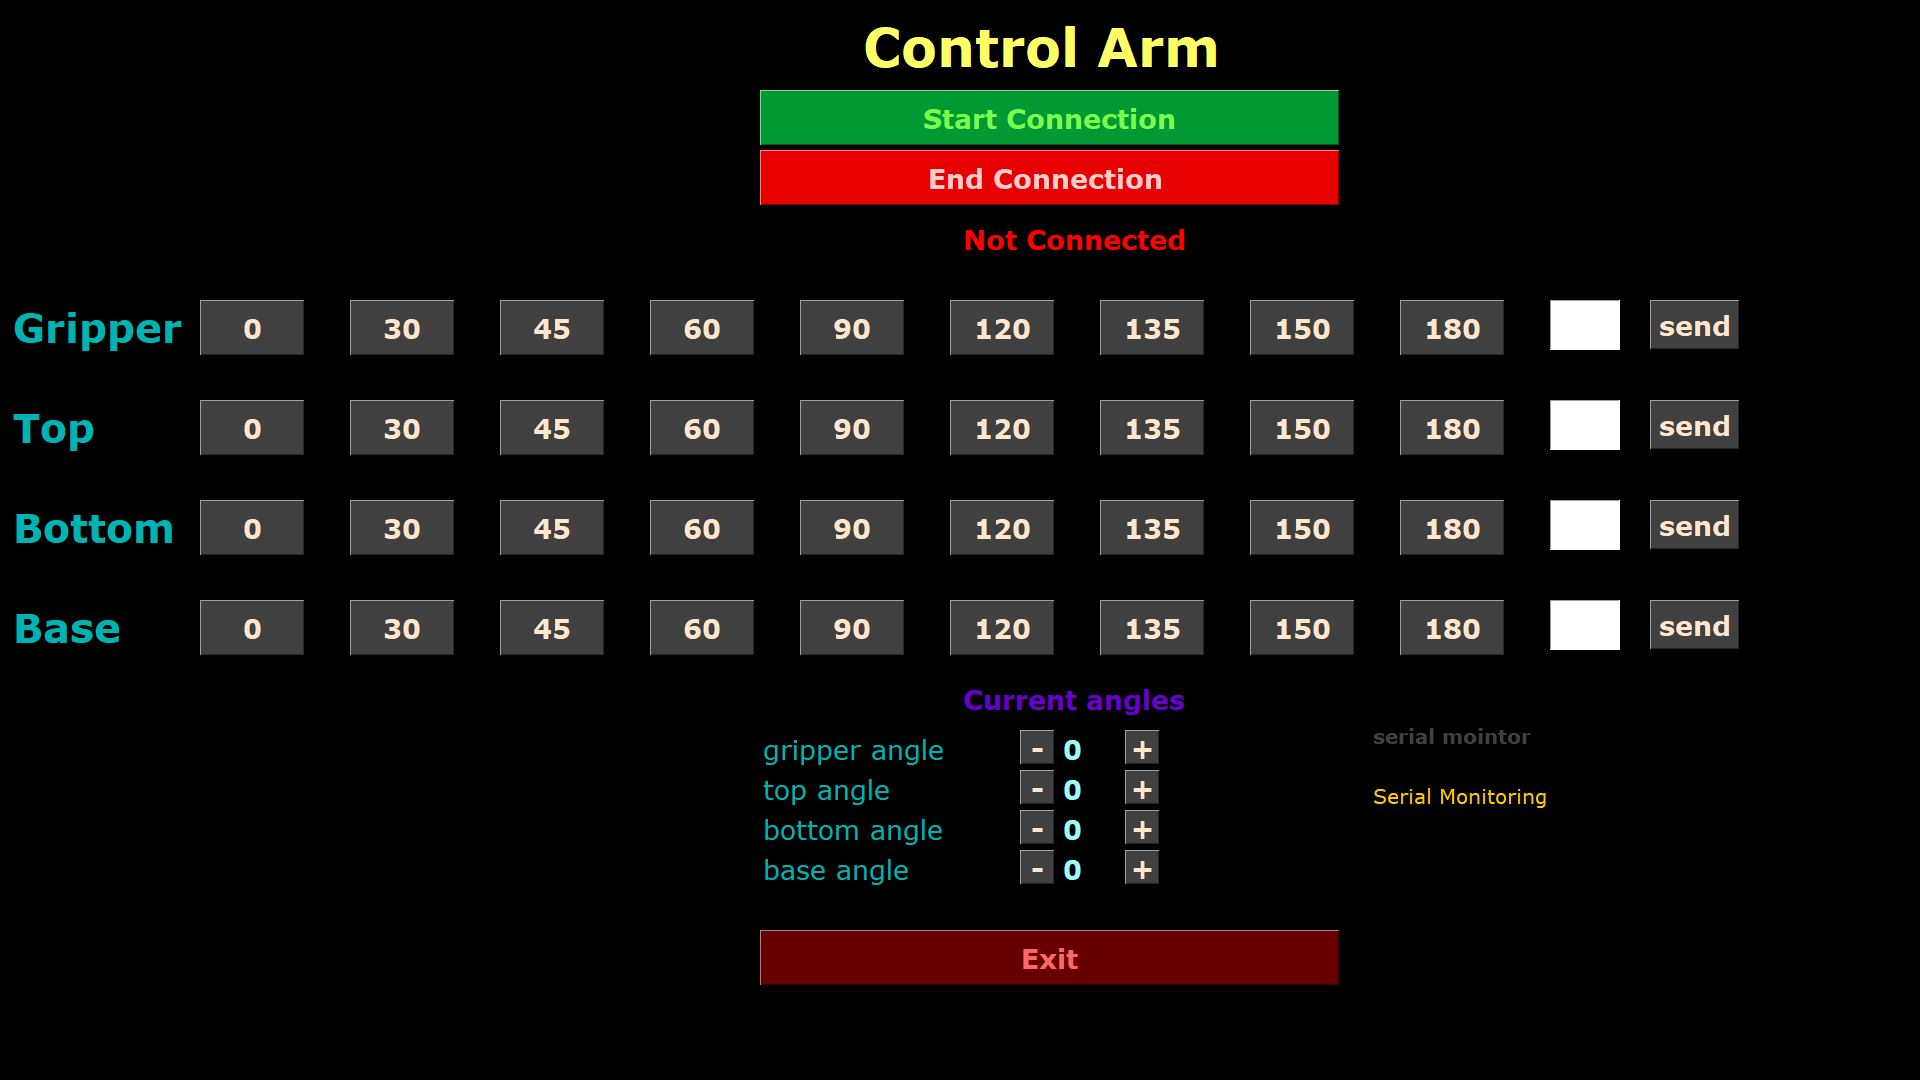 Control Arm
Start Connection
End Connection
Not Connected
Gripper 0 30 45 60 90 120 135 150 180 send
Top 0 30 45 60 90 120 135 150 180 send
Bottom 0 30 45 60 90 120 135 150 180 send
Base 0 30 45 60 90 120 135 150 180 send
Current angles
serial mointor
gripper angle - 0 +
top angle - 0 +
Serial Monitoring
bottom angle - 0 +
base angle - 0 +
Exit